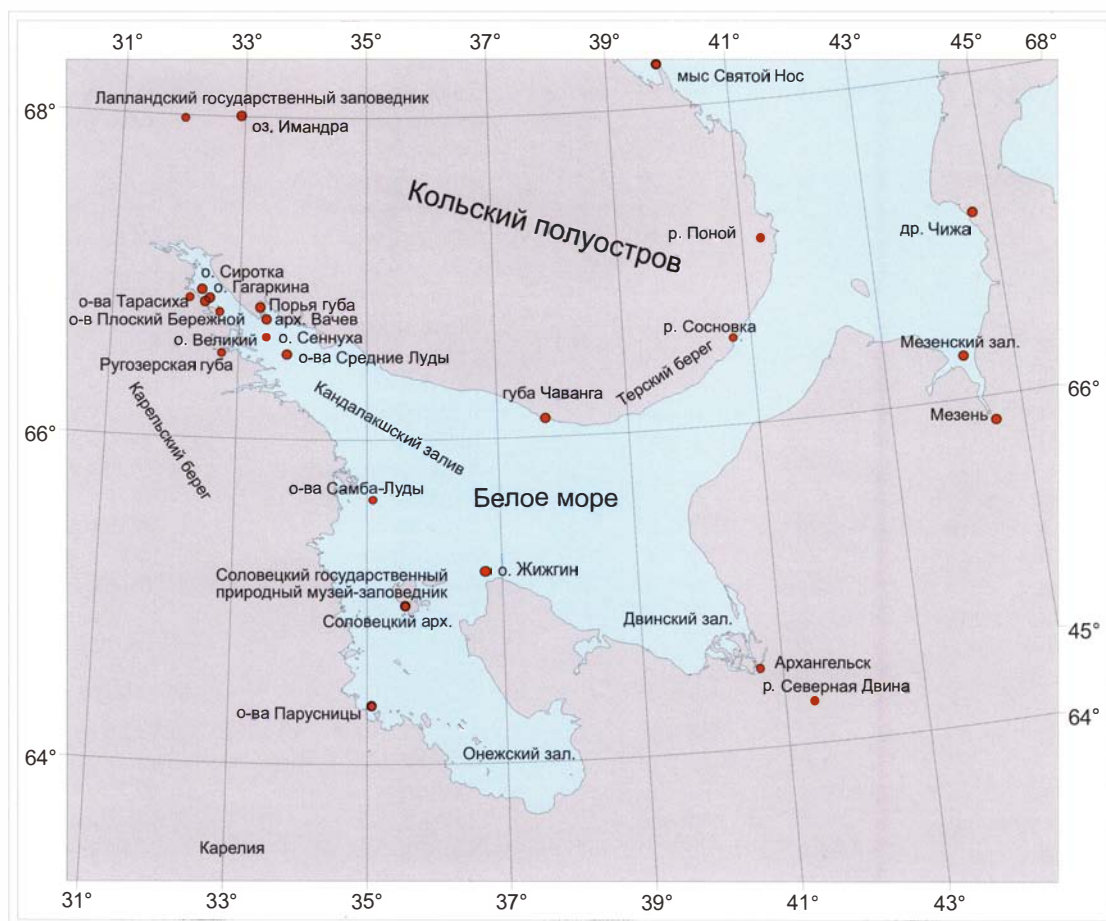 31° 33° 35° 37° 39° 41° 43° 45° 68°
мыс Святой Нос
Лапландский государственный заповедник
68°
оз. Имандра
Кольский полуостров
р. Поной
др. Чижа
о. Сиротка
о. Гагаркина
о-ва Тарасиха
Порья губа
о-в Плоский Бережной
арх. Вачев
о. Великий
о. Сеннуха
р. Сосновка
Мезенский зал.
о-ва Средние Луды
Ругозерская губа
Терский берег
66°
губа Чаванга
Кандалакшский залив
Карельский берег
Мезень
66°
о-ва Самба-Луды
Белое море
о. Жижгин
Соловецкий государственный
природный музей-заповедник
Соловецкий арх.
Двинский зал.
45°
Архангельск
р. Северная Двина
о-ва Парусницы
64°
Онежский зал.
64°
Карелия
31° 33° 35° 37° 39° 41° 43°